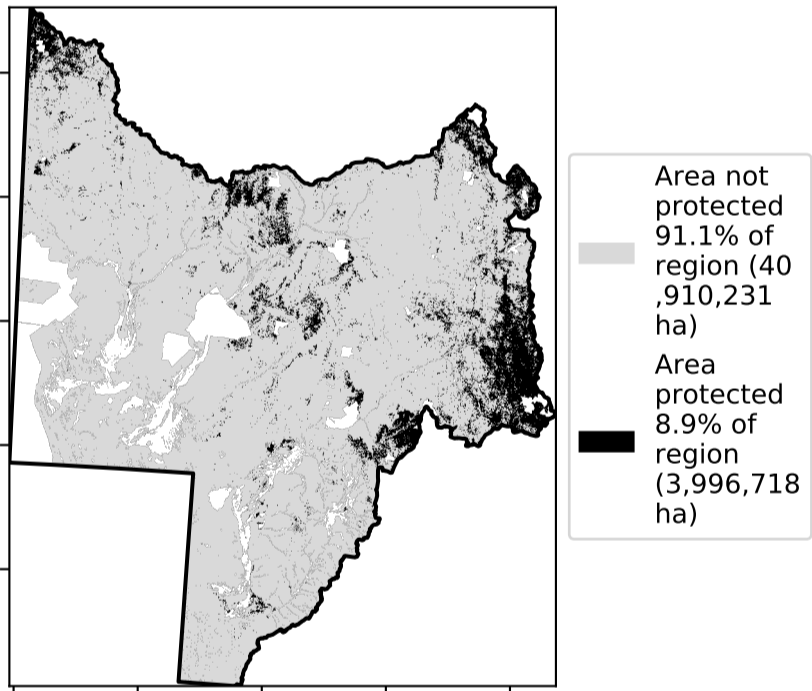 Area not
protected
91.1% of
region (40
,910,231
ha)
Area
protected
8.9% of
region
(3,996,718
ha)